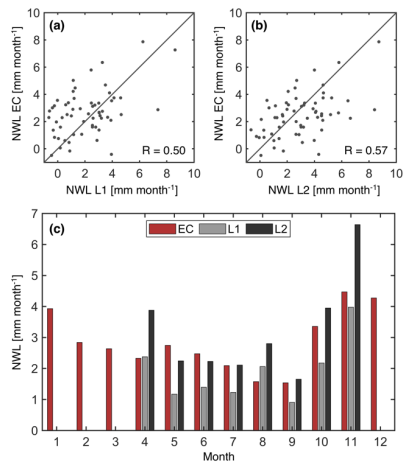 (a)
NWL EC [mm month⁻¹]
10
8
6
4
2
0
0 2 4 6 8 10
R = 0.50
NWL L1 [mm month⁻¹]
(b)
NWL EC [mm month⁻¹]
10
8
6
4
2
0
0 2 4 6 8 10
R = 0.57
NWL L2 [mm month⁻¹]
(c)
EC L1 L2
NWL [mm month⁻¹]
7
6
5
4
3
2
1
0
1 2 3 4 5 6 7 8 9 10 11 12
Month